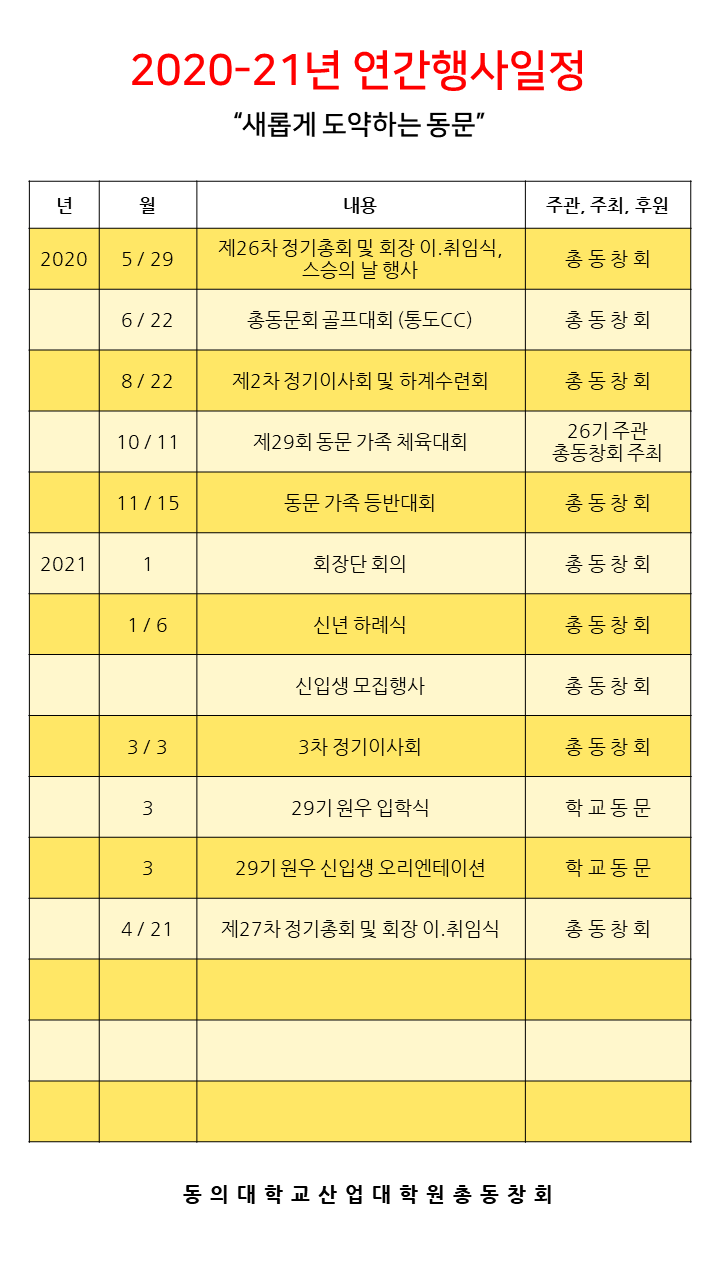 2020-21년 연간행사일정
“새롭게 도약하는 동문”
년 월 내용 주관, 주최, 후원
2020 5 / 29 제26차 정기총회 및 회장 이.취임식, 총 동 창 회
스승의 날 행사
6 / 22 총동문회 골프대회 (통도CC) 총 동 창 회
8 / 22 제2차 정기이사회 및 하계수련회 총 동 창 회
10 / 11 제29회 동문 가족 체육대회 26기 주관
총동창회 주최
11 / 15 동문 가족 등반대회 총 동 창 회
2021 1 회장단 회의 총 동 창 회
1 / 6 신년 하례식 총 동 창 회
신입생 모집행사 총 동 창 회
3 / 3 3차 정기이사회 총 동 창 회
3 29기 원우 입학식 학 교 동 문
3 29기 원우 신입생 오리엔테이션 학 교 동 문
4 / 21 제27차 정기총회 및 회장 이.취임식 총 동 창 회
동 의 대 학 교 산 업 대 학 원 총 동 창 회